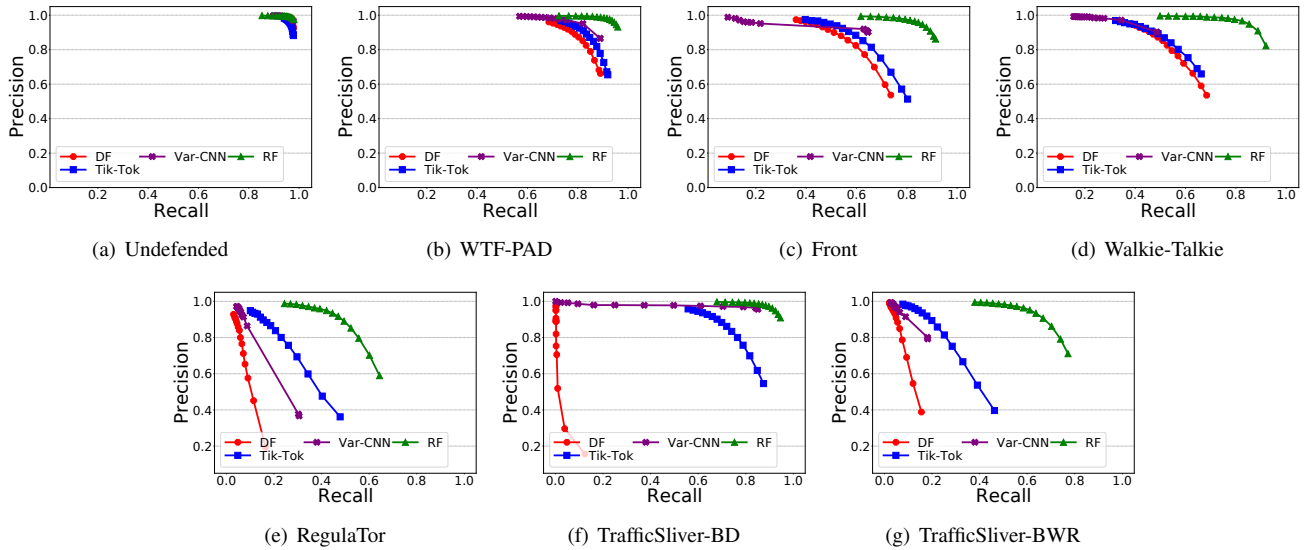 Precision
1.0
0.8
0.6
0.4
0.2
0.0
DF Var-CNN RF
Tik-Tok
0.2 0.4 0.6 0.8 1.0
Recall
(a) Undefended
Precision
1.0
0.8
0.6
0.4
0.2
0.0
DF Var-CNN RF
Tik-Tok
0.2 0.4 0.6 0.8 1.0
Recall
(b) WTF-PAD
Precision
1.0
0.8
0.6
0.4
0.2
0.0
DF Var-CNN RF
Tik-Tok
0.2 0.4 0.6 0.8 1.0
Recall
(c) Front
Precision
1.0
0.8
0.6
0.4
0.2
0.0
DF Var-CNN RF
Tik-Tok
0.2 0.4 0.6 0.8 1.0
Recall
(d) Walkie-Talkie
Precision
1.0
0.8
0.6
0.4
0.2
DF Var-CNN RF
Tik-Tok
0.0 0.2 0.4 0.6 0.8 1.0
Recall
(e) RegulaTor
Precision
1.0
0.8
0.6
0.4
0.2
DF Var-CNN RF
Tik-Tok
0.0 0.2 0.4 0.6 0.8 1.0
Recall
(f) TrafficSliver-BD
Precision
1.0
0.8
0.6
0.4
0.2
DF Var-CNN RF
Tik-Tok
0.0 0.2 0.4 0.6 0.8 1.0
Recall
(g) TrafficSliver-BWR